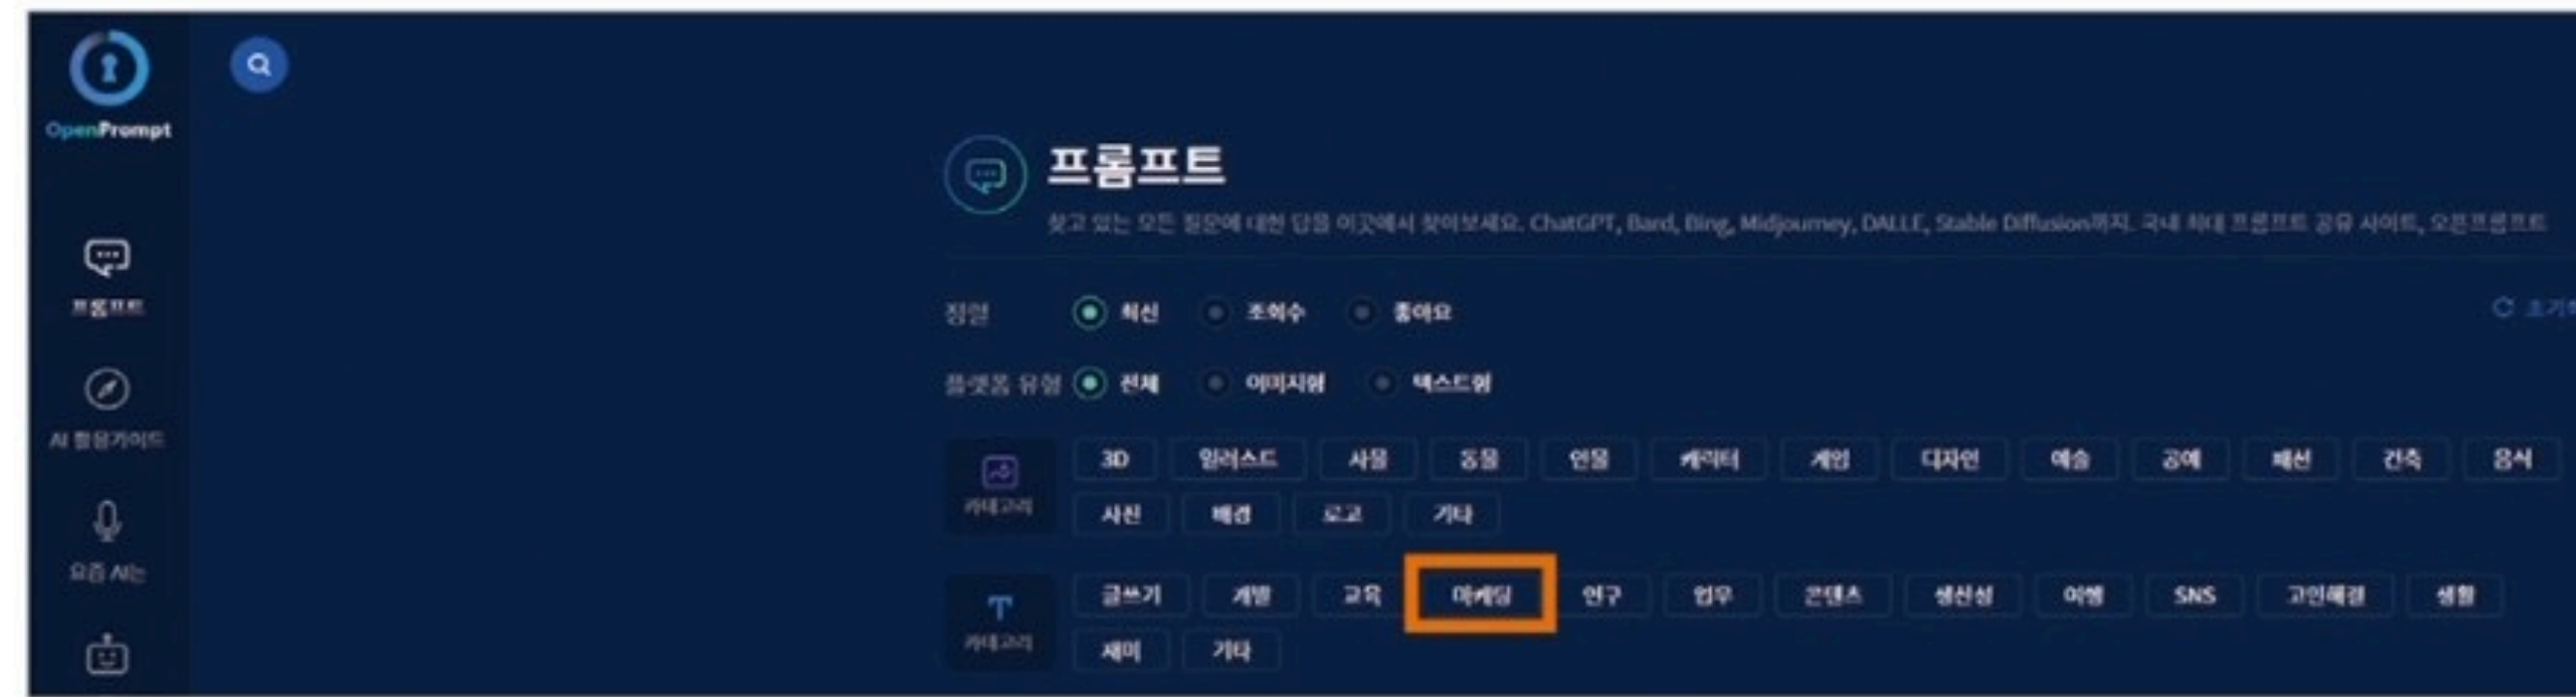 OpenPrompt
프롬프트
찾고 있는 모든 질문에 대한 답을 이곳에서 찾아보세요. ChatGPT, Bard, Bing, Midjourney, DALLE, Stable Diffusion까지. 국내 최대 프롬프트 공유 사이트, 오픈프롬프트
프롬프트
정렬 최신 조회수 좋아요
플랫폼 유형 전체 이미지형 텍스트형
AI 활용가이드
카테고리 3D 일러스트 사물 동물 인물 캐릭터 게임 디자인 예술 공예 패션 건축 음식
사진 배경 로고 기타
요즘 AI는
카테고리 글쓰기 개발 교육 마케팅 연구 업무 콘텐츠 생산성 여행 SNS 고민해결 생활
재미 기타